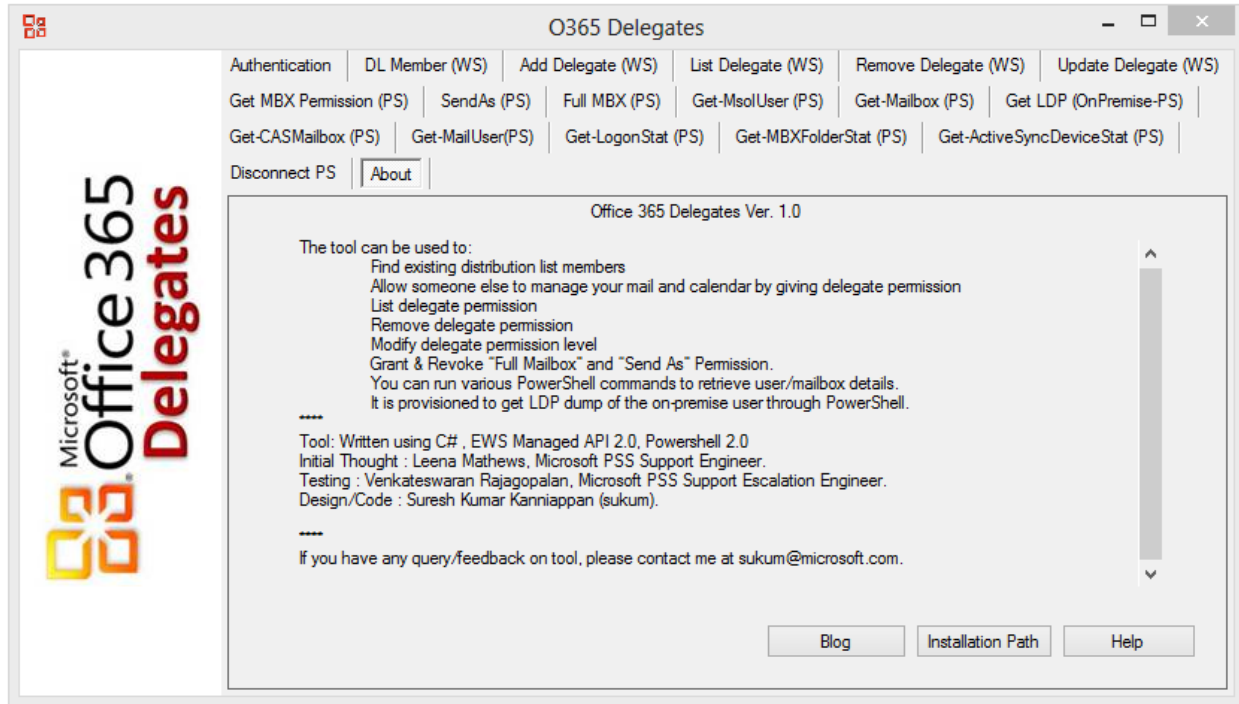 O365 Delegates
Authentication DL Member (WS) Add Delegate (WS) List Delegate (WS) Remove Delegate (WS) Update Delegate (WS)
Get MBX Permission (PS) SendAs (PS) Full MBX (PS) Get-MsolUser (PS) Get-Mailbox (PS) Get LDP (OnPremise-PS)
Get-CASMailbox (PS) Get-MailUser(PS) Get-LogonStat (PS) Get-MBXFolderStat (PS) Get-ActiveSyncDeviceStat (PS)
Disconnect PS About
Microsoft®
Office 365
Delegates
Office 365 Delegates Ver. 1.0
The tool can be used to:
Find existing distribution list members
Allow someone else to manage your mail and calendar by giving delegate permission
List delegate permission
Remove delegate permission
Modify delegate permission level
Grant & Revoke "Full Mailbox" and "Send As" Permission.
You can run various PowerShell commands to retrieve user/mailbox details.
It is provisioned to get LDP dump of the on-premise user through PowerShell.
****
Tool: Written using C# , EWS Managed API 2.0, Powershell 2.0
Initial Thought : Leena Mathews, Microsoft PSS Support Engineer.
Testing : Venkateswaran Rajagopalan, Microsoft PSS Support Escalation Engineer.
Design/Code : Suresh Kumar Kanniappan (sukum).
****
If you have any query/feedback on tool, please contact me at sukum@microsoft.com.
Blog Installation Path Help